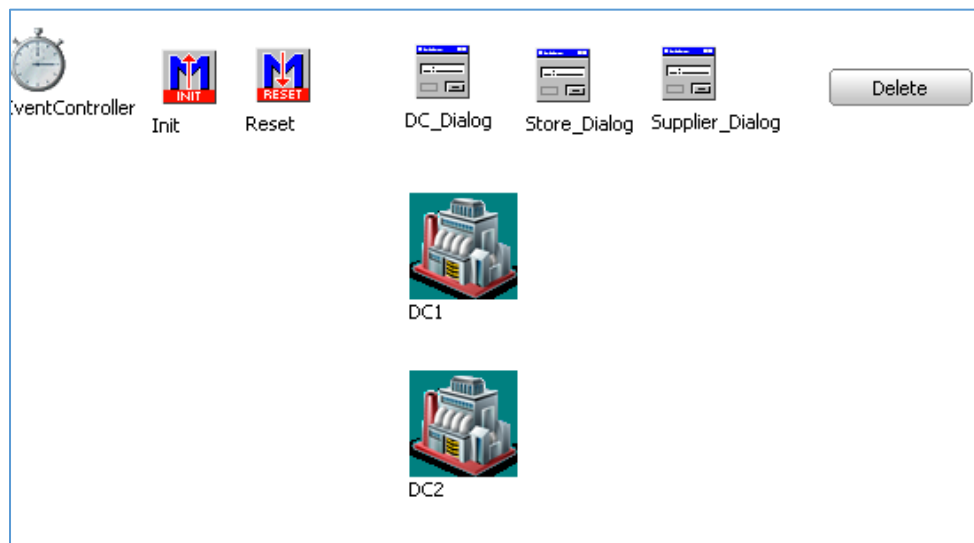 EventController
INIT
Init
RESET
Reset
DC_Dialog
Store_Dialog
Supplier_Dialog
Delete
DC1
DC2